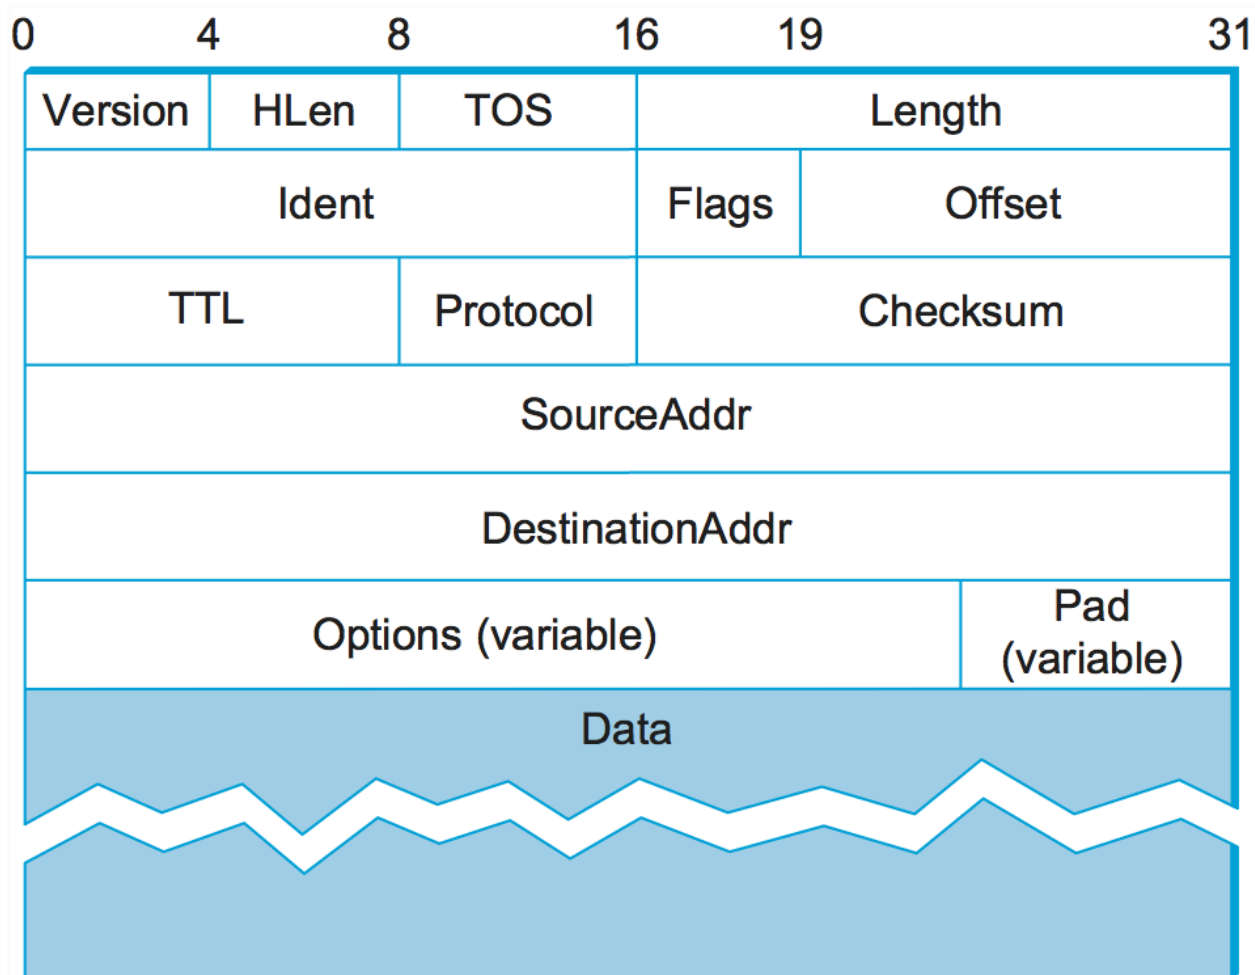 0 4 8 16 19 31
Version HLen TOS Length
Ident Flags Offset
TTL Protocol Checksum
SourceAddr
DestinationAddr
Options (variable) Pad
(variable)
Data